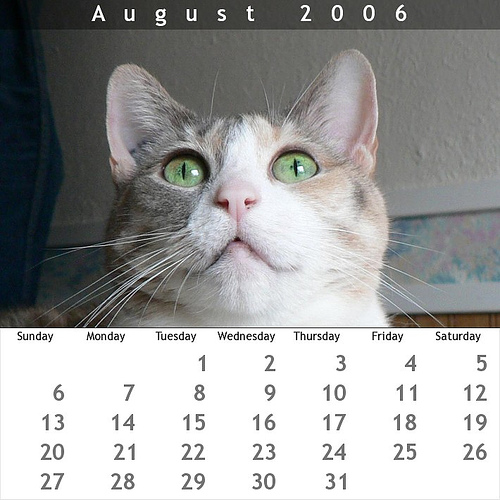 August 2006
Sunday Monday Tuesday Wednesday Thursday Friday Saturday
1 2 3 4 5
6 7 8 9 10 11 12
13 14 15 16 17 18 19
20 21 22 23 24 25 26
27 28 29 30 31